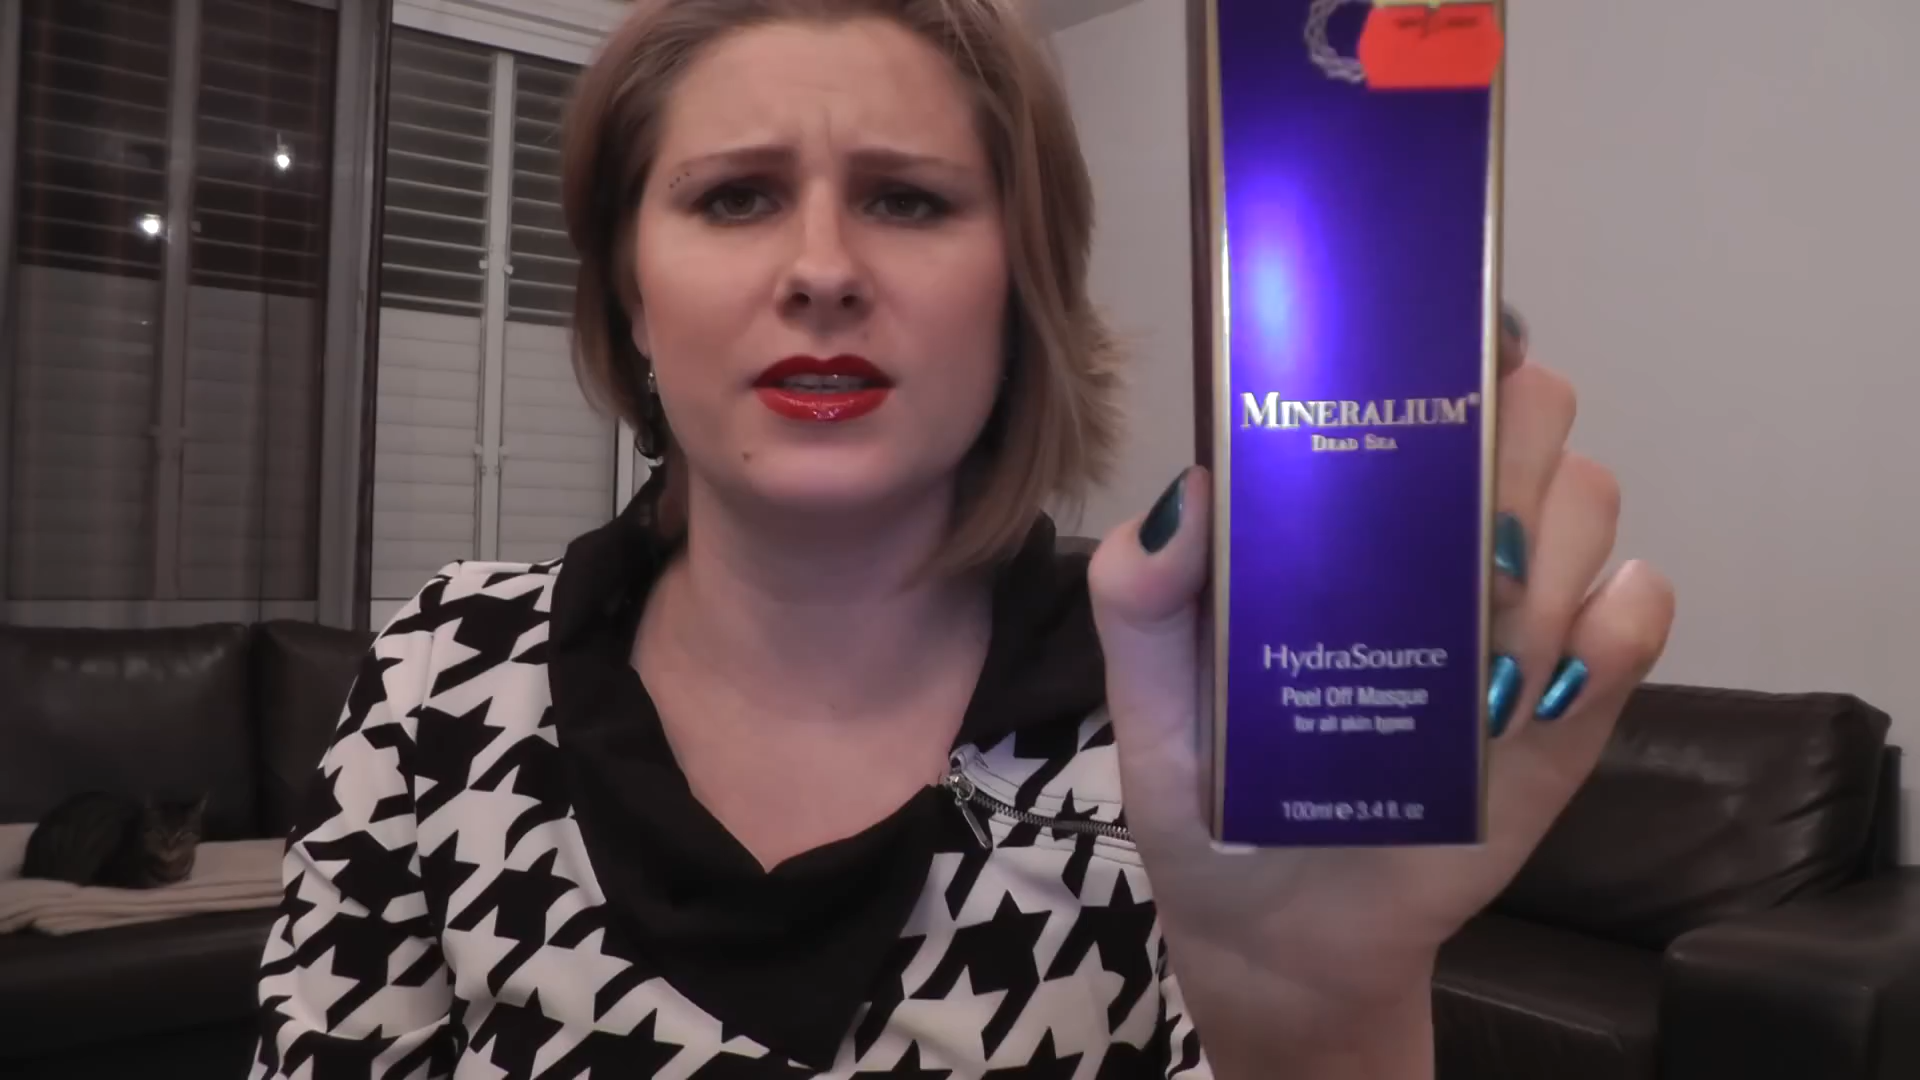 MINERALIUM®
DEAD SEA
HydraSource
Peel Off Masque
for all skin types
100ml e 3.4 fl. oz